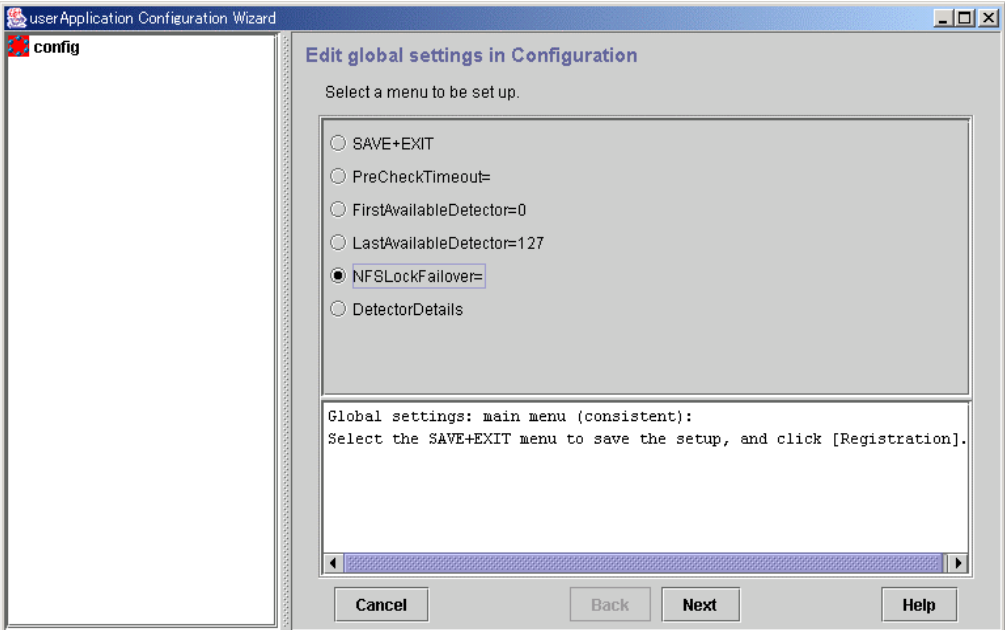 userApplication Configuration Wizard
config
Edit global settings in Configuration
Select a menu to be set up.
SAVE+EXIT
PreCheckTimeout=
FirstAvailableDetector=0
LastAvailableDetector=127
NFSLockFailover=
DetectorDetails
Global settings: main menu (consistent):
Select the SAVE+EXIT menu to save the setup, and click [Registration].
Cancel
Back
Next
Help